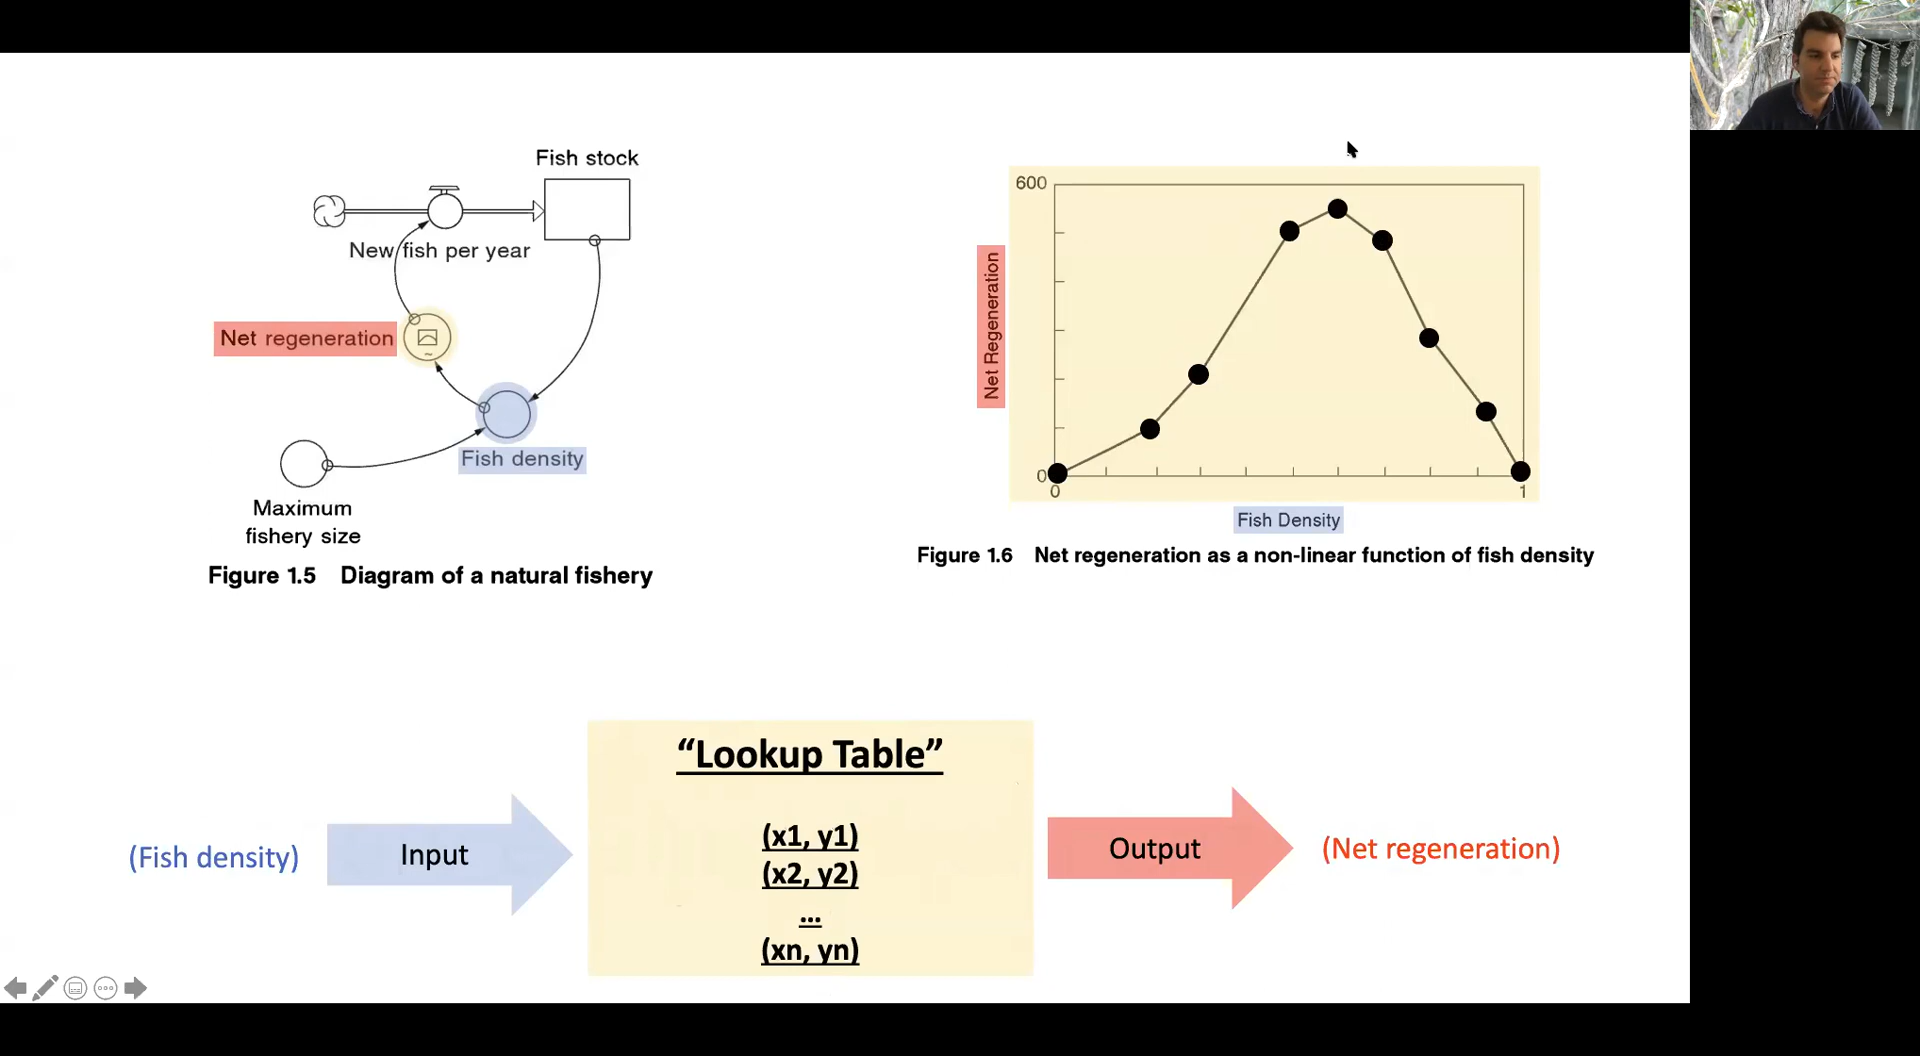 Fish stock
New fish per year
Net regeneration
Fish density
Maximum
fishery size
Figure 1.5 Diagram of a natural fishery
600
Net Regeneration
0
0
1
Fish Density
Figure 1.6 Net regeneration as a non-linear function of fish density
“Lookup Table”
(x1, y1)
(x2, y2)
...
(xn, yn)
(Fish density)
Input
Output
(Net regeneration)